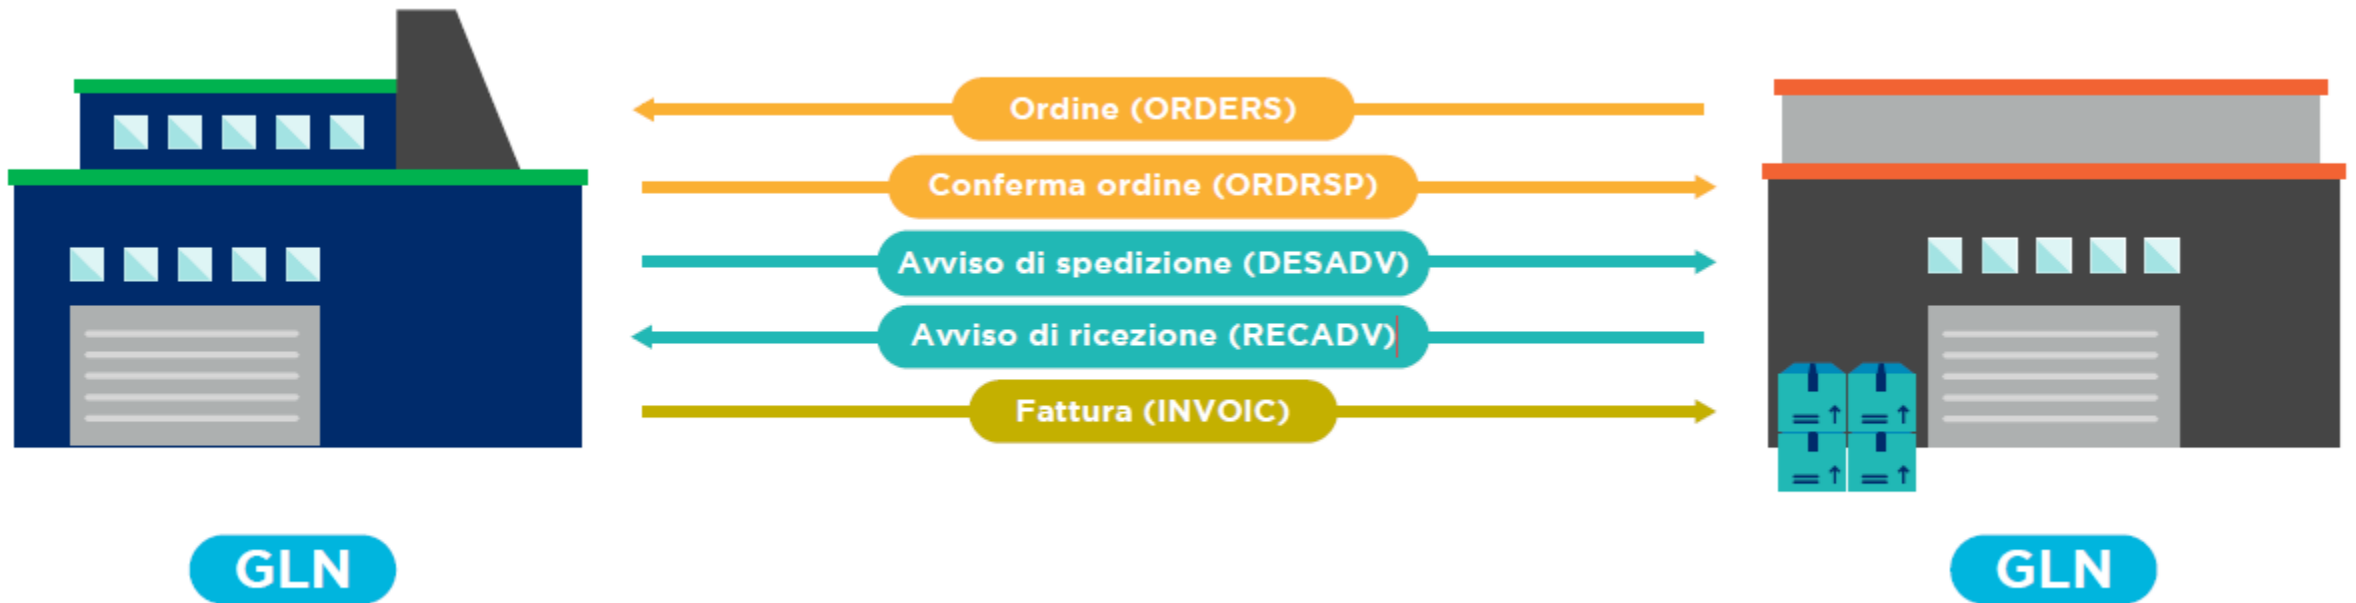 Ordine (ORDERS)
Conferma ordine (ORDRSP)
Avviso di spedizione (DESADV)
Avviso di ricezione (RECADV)
Fattura (INVOIC)
GLN
GLN